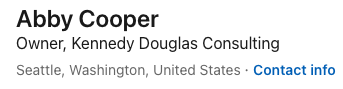 Abby Cooper
Owner, Kennedy Douglas Consulting
Seattle, Washington, United States · Contact info